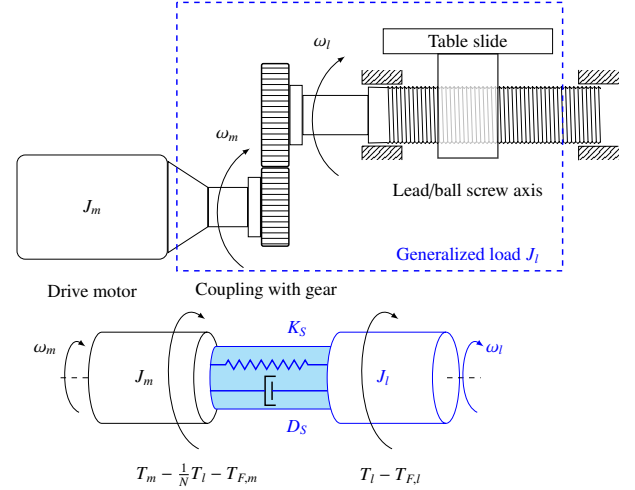 Table slide
ω_l
ω_m
J_m
Lead/ball screw axis
Generalized load J_l
Drive motor
Coupling with gear
K_S
ω_m
J_m
J_l
ω_l
D_S
T_m − 1/N T_l − T_{F,m}
T_l − T_{F,l}